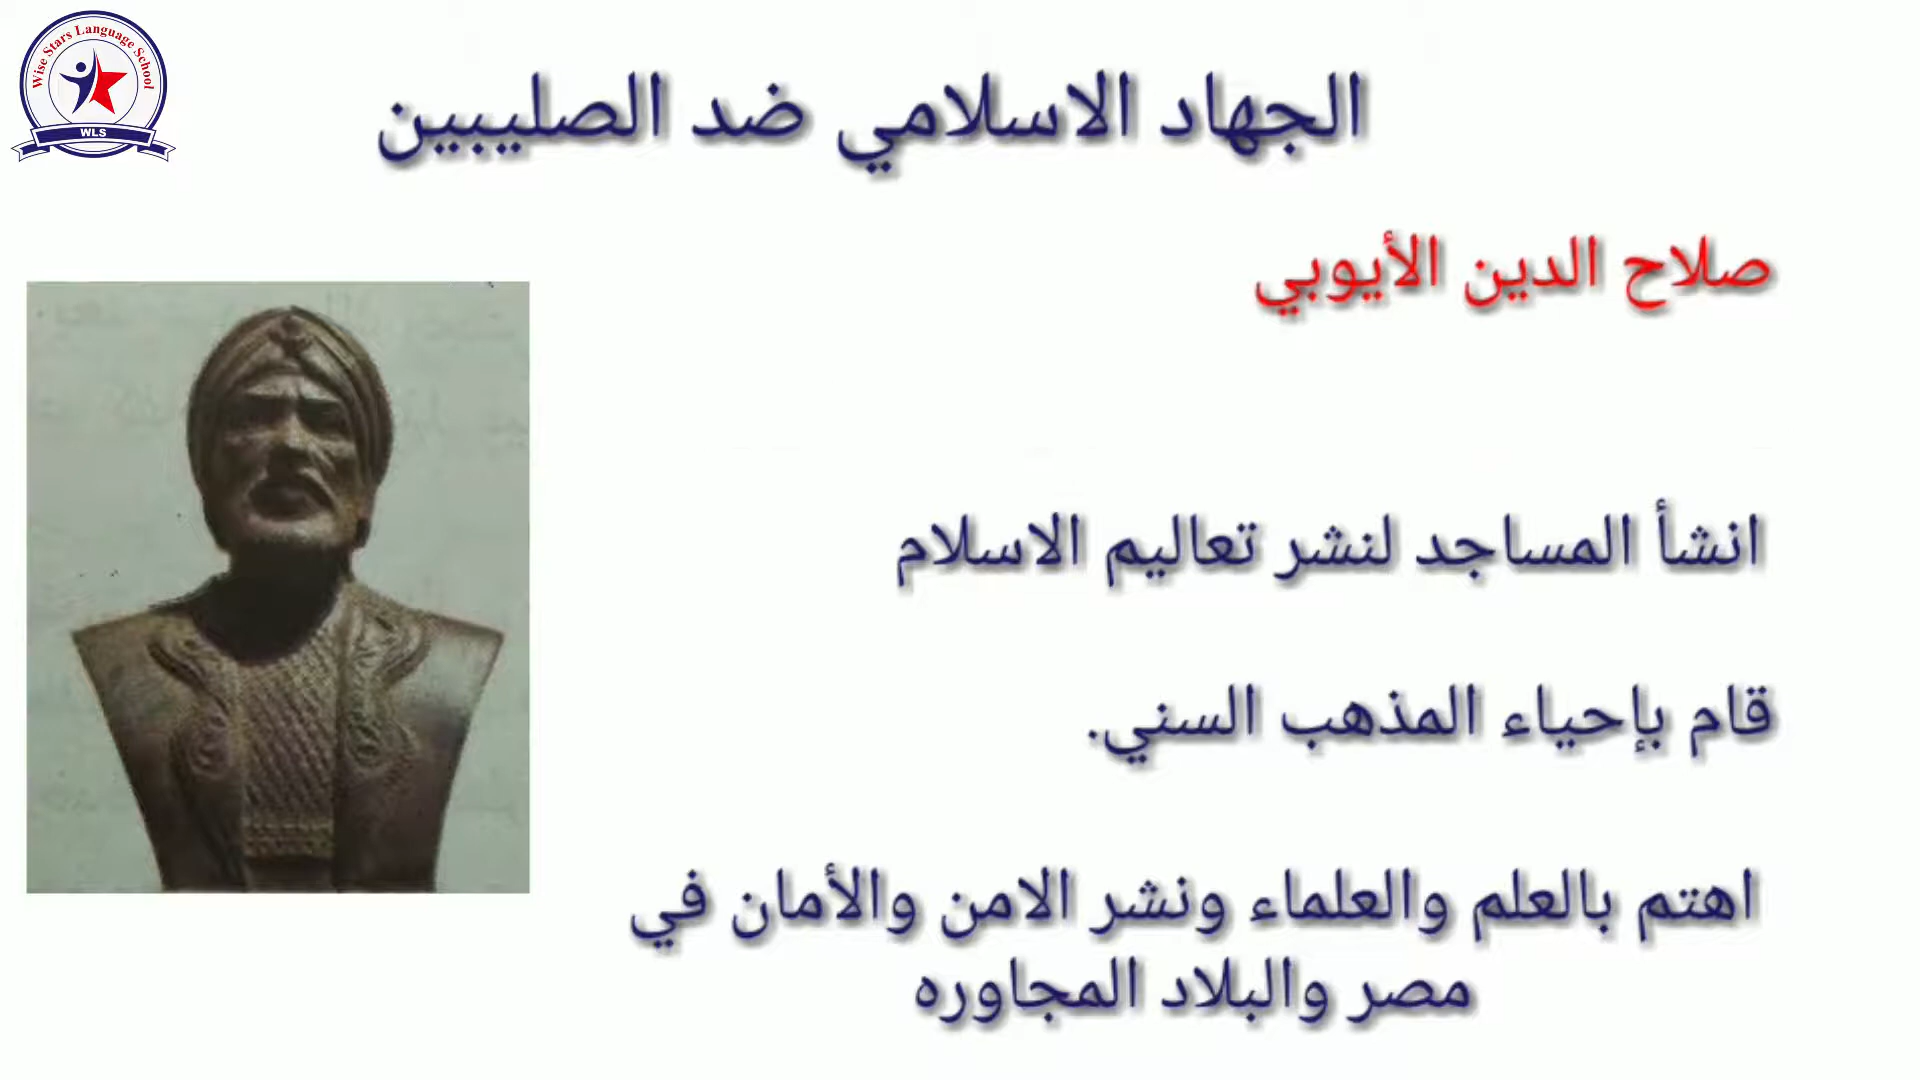 Wise Stars Language School
WLS
الجهاد الاسلامي ضد الصليبين
صلاح الدين الأيوبي
انشأ المساجد لنشر تعاليم الاسلام
قام بإحياء المذهب السني.
اهتم بالعلم والعلماء ونشر الامن والأمان في
مصر والبلاد المجاوره